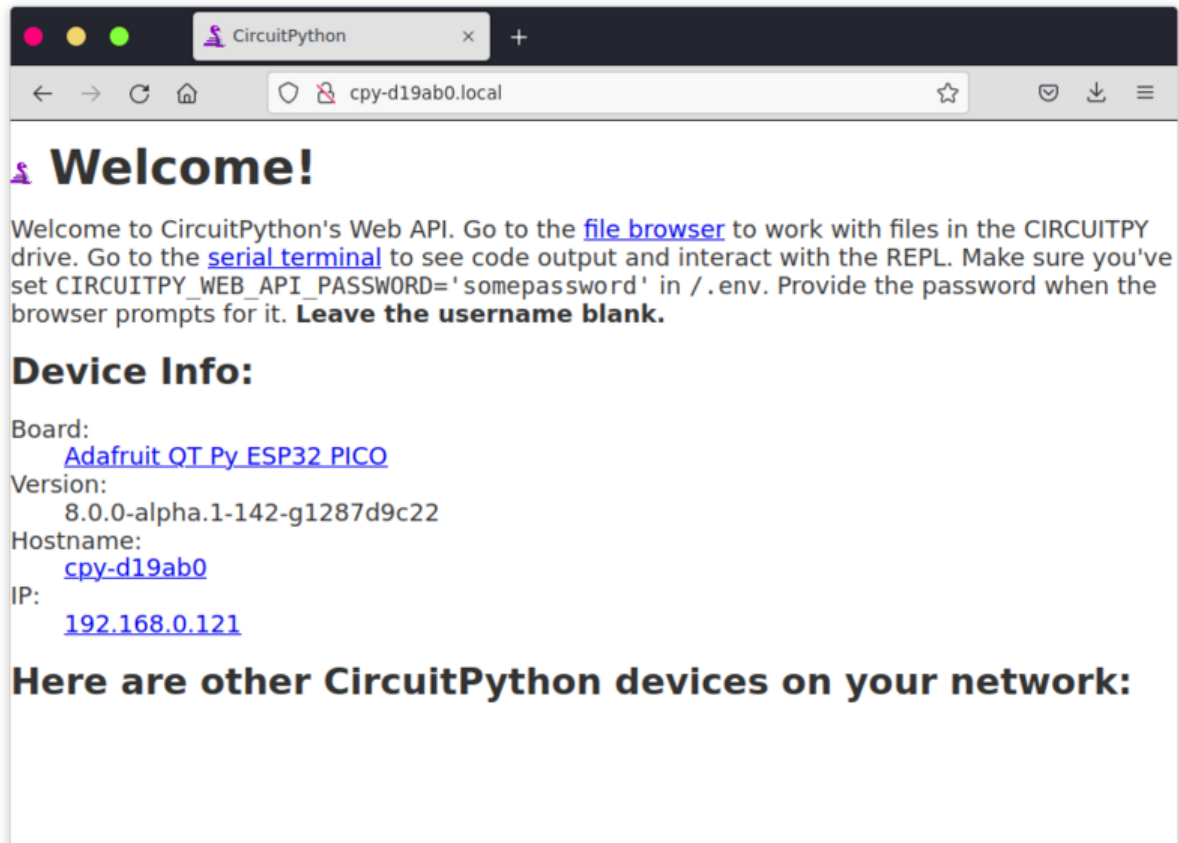 CircuitPython
cpy-d19ab0.local
Welcome!
Welcome to CircuitPython's Web API. Go to the file browser to work with files in the CIRCUITPY
drive. Go to the serial terminal to see code output and interact with the REPL. Make sure you've
set CIRCUITPY_WEB_API_PASSWORD='somepassword' in /.env. Provide the password when the
browser prompts for it. Leave the username blank.
Device Info:
Board:
Adafruit QT Py ESP32 PICO
Version:
8.0.0-alpha.1-142-g1287d9c22
Hostname:
cpy-d19ab0
IP:
192.168.0.121
Here are other CircuitPython devices on your network: